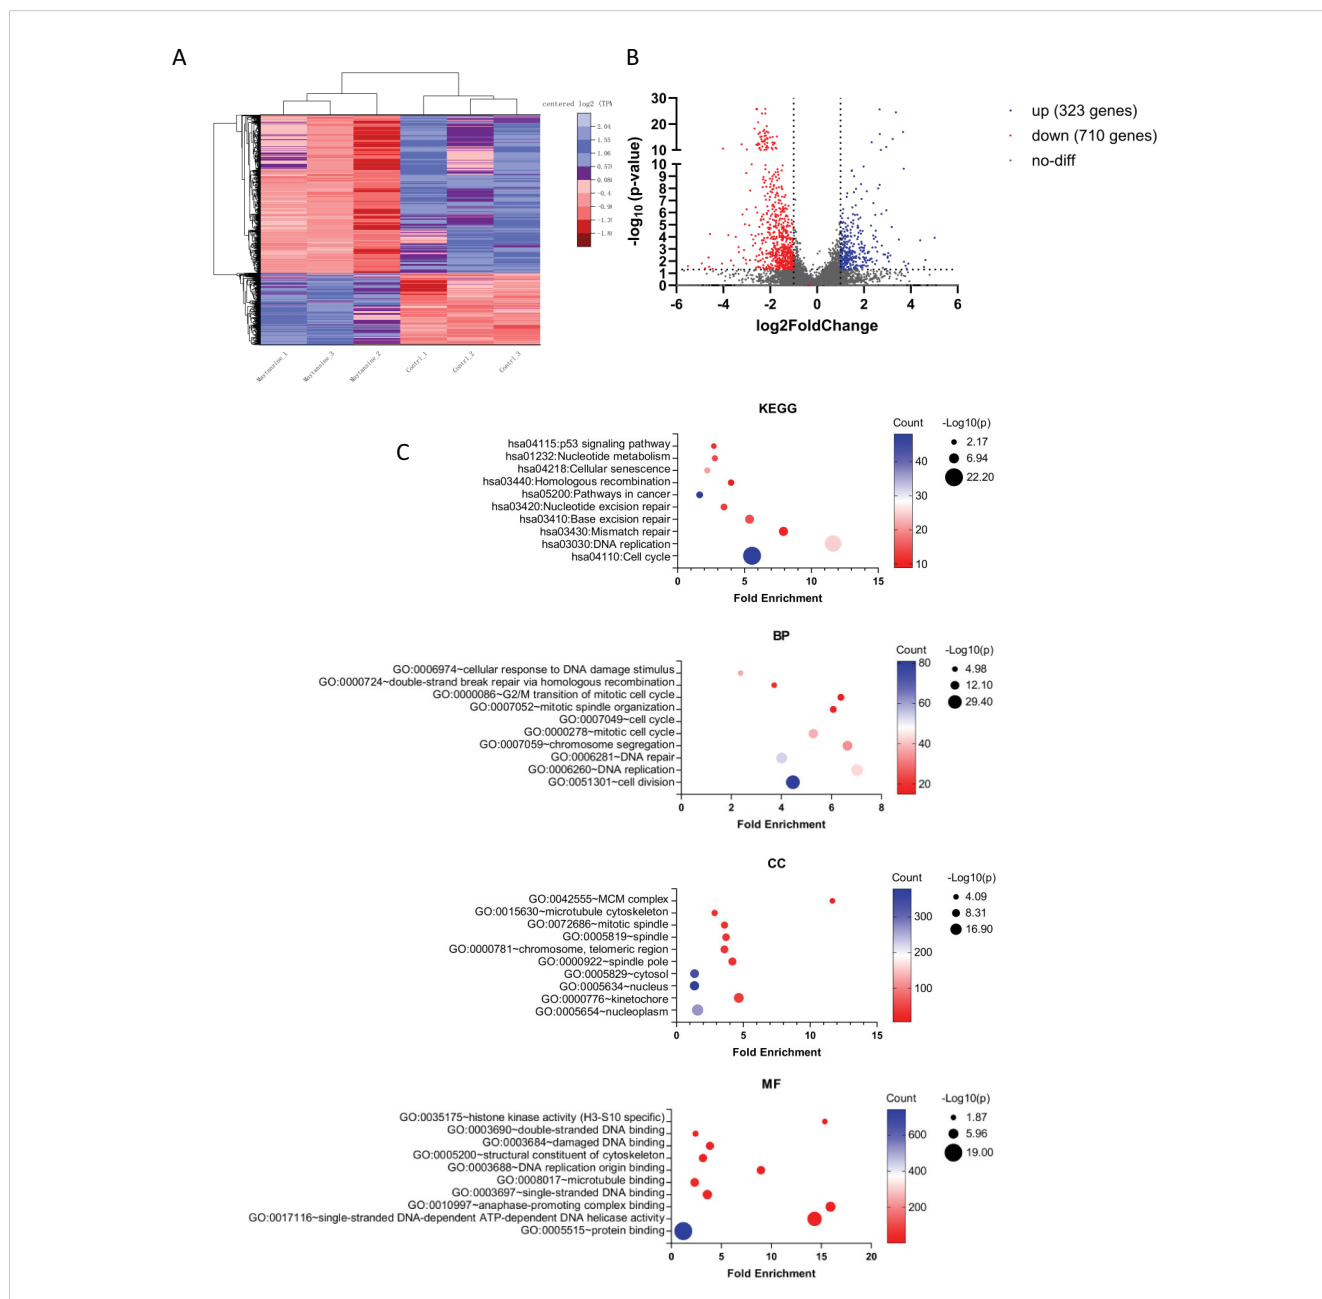 A
centered log2 (TPM
2.04
1.55
1.06
0.570
0.080
-0.4
-0.90
-1.39
-1.8
Maytansine_1
Maytansine_3
Maytansine_2
Contrl_1
Contrl_2
Contrl_3
B
30
20
10
10
9
8
7
6
5
4
3
2
1
0
-log10 (p-value)
-6
-4
-2
0
2
4
6
log2FoldChange
up (323 genes)
down (710 genes)
no-diff
C
KEGG
hsa04115:p53 signaling pathway
hsa01232:Nucleotide metabolism
hsa04218:Cellular senescence
hsa03440:Homologous recombination
hsa05200:Pathways in cancer
hsa03420:Nucleotide excision repair
hsa03410:Base excision repair
hsa03430:Mismatch repair
hsa03030:DNA replication
hsa04110:Cell cycle
0
5
10
15
Fold Enrichment
Count
40
30
20
10
-Log10(p)
2.17
6.94
22.20
BP
GO:0006974~cellular response to DNA damage stimulus
GO:0000724~double-strand break repair via homologous recombination
GO:0000086~G2/M transition of mitotic cell cycle
GO:0007052~mitotic spindle organization
GO:0007049~cell cycle
GO:0000278~mitotic cell cycle
GO:0007059~chromosome segregation
GO:0006281~DNA repair
GO:0006260~DNA replication
GO:0051301~cell division
0
2
4
6
8
Fold Enrichment
Count
80
60
40
20
-Log10(p)
4.98
12.10
29.40
CC
GO:0042555~MCM complex
GO:0015630~microtubule cytoskeleton
GO:0072686~mitotic spindle
GO:0005819~spindle
GO:0000781~chromosome, telomeric region
GO:0000922~spindle pole
GO:0005829~cytosol
GO:0005634~nucleus
GO:0000776~kinetochore
GO:0005654~nucleoplasm
0
5
10
15
Fold Enrichment
Count
300
200
100
-Log10(p)
4.09
8.31
16.90
MF
GO:0035175~histone kinase activity (H3-S10 specific)
GO:0003690~double-stranded DNA binding
GO:0003684~damaged DNA binding
GO:0005200~structural constituent of cytoskeleton
GO:0003688~DNA replication origin binding
GO:0008017~microtubule binding
GO:0003697~single-stranded DNA binding
GO:0010997~anaphase-promoting complex binding
GO:0017116~single-stranded DNA-dependent ATP-dependent DNA helicase activity
GO:0005515~protein binding
0
5
10
15
20
Fold Enrichment
Count
600
400
200
-Log10(p)
1.87
5.96
19.00